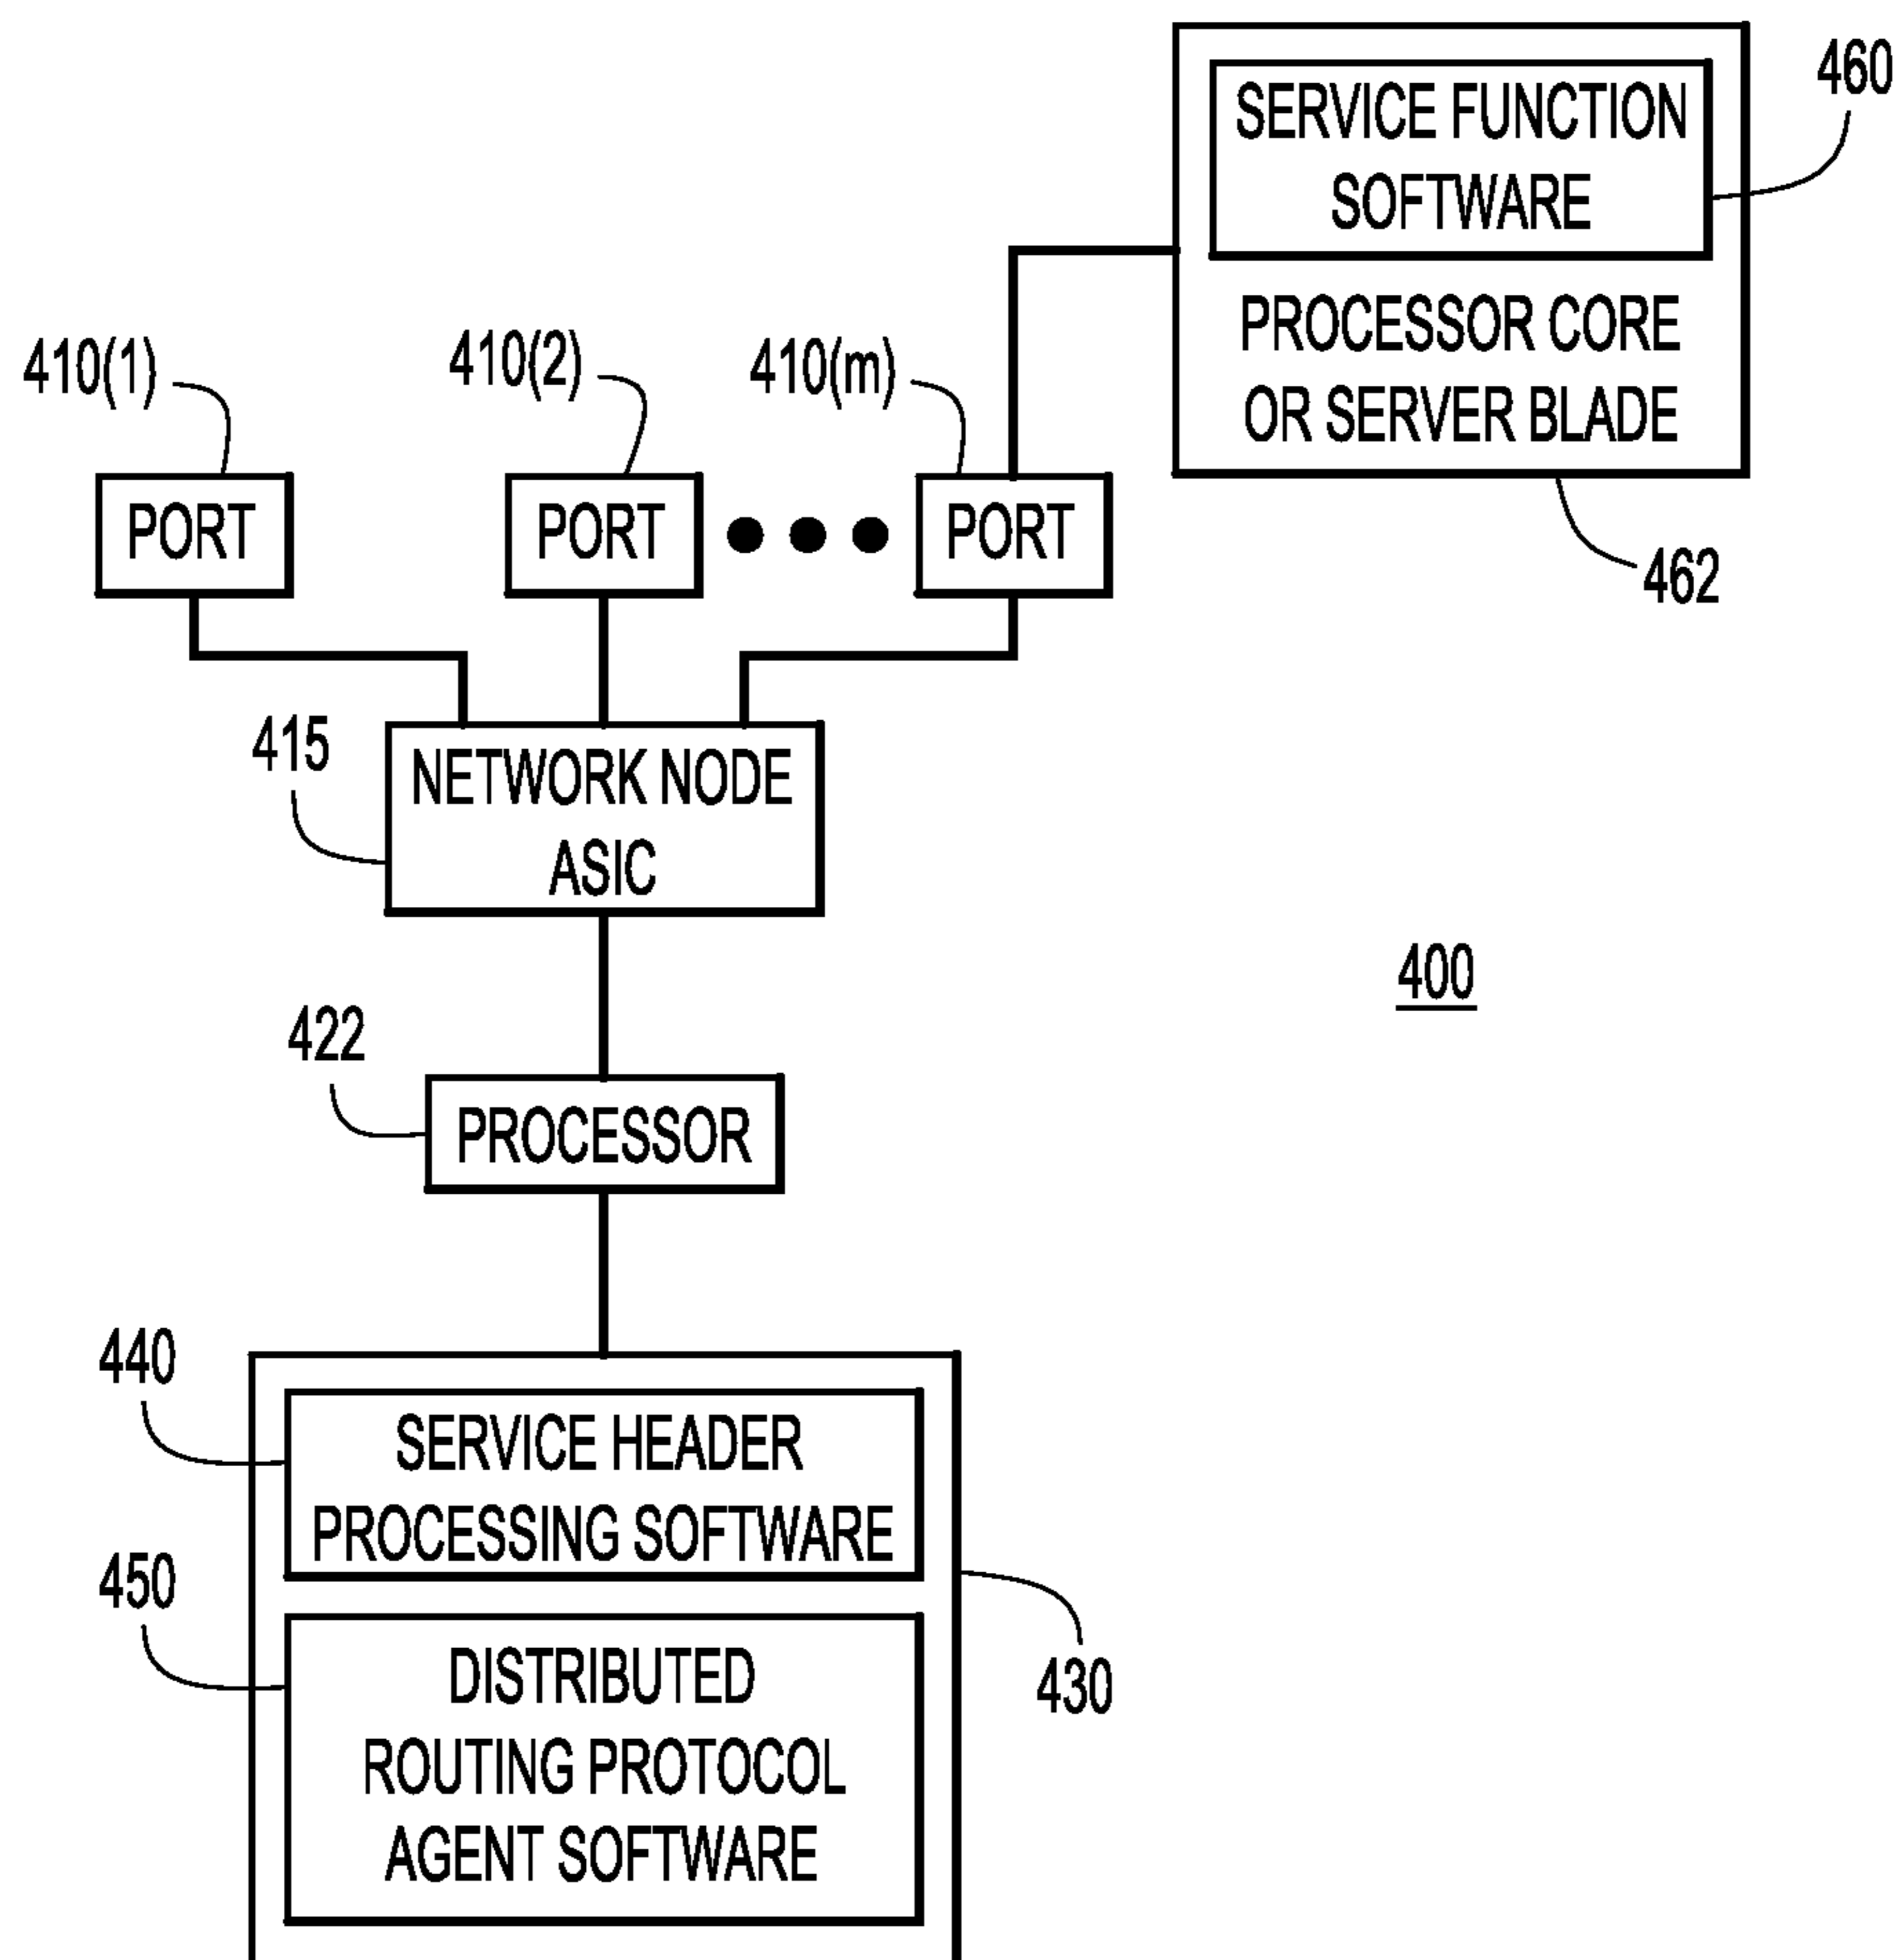 460
SERVICE FUNCTION
SOFTWARE
PROCESSOR CORE
OR SERVER BLADE
462
410(1)
410(2)
410(m)
PORT
PORT
PORT
415
NETWORK NODE
ASIC
400
422
PROCESSOR
440
SERVICE HEADER
PROCESSING SOFTWARE
450
DISTRIBUTED
ROUTING PROTOCOL
AGENT SOFTWARE
430